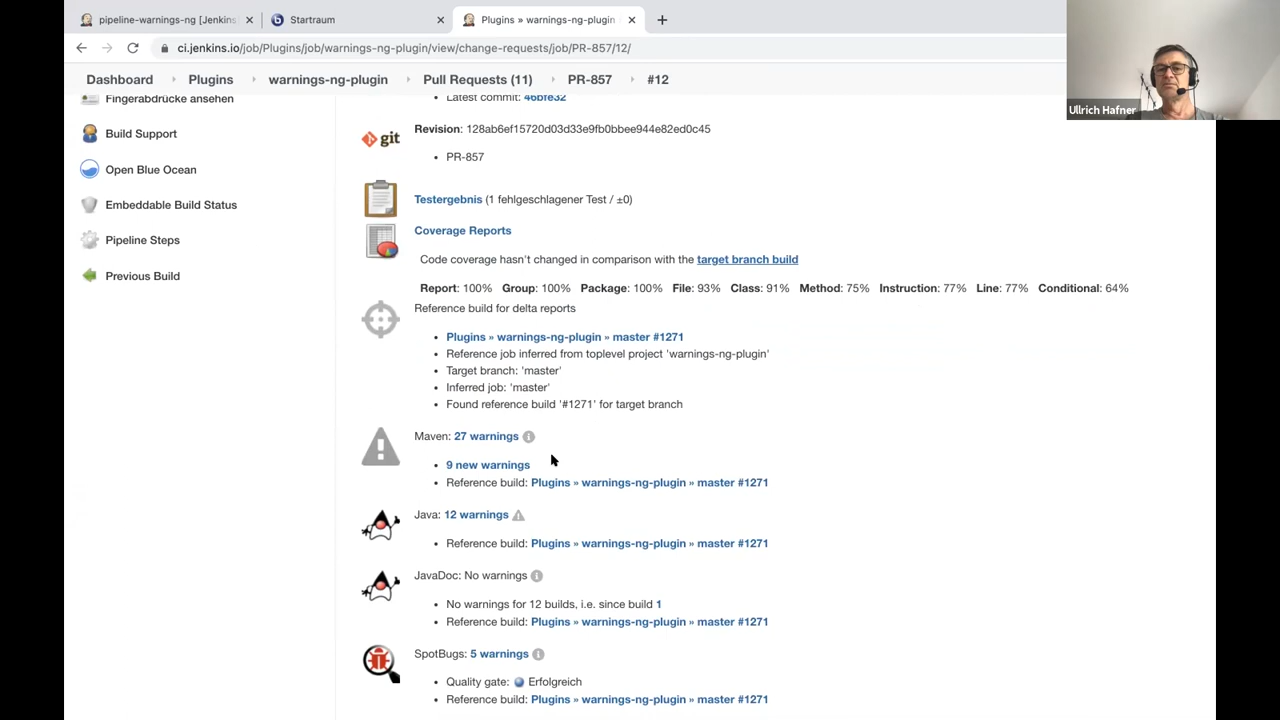 pipeline-warnings-ng [Jenkins
Startraum
Plugins » warnings-ng-plugin
ci.jenkins.io/job/Plugins/job/warnings-ng-plugin/view/change-requests/job/PR-857/12/
Ullrich Hafner
Dashboard Plugins warnings-ng-plugin Pull Requests (11) PR-857 #12
Fingerabdrücke ansehen
Build Support
Open Blue Ocean
Embeddable Build Status
Pipeline Steps
Previous Build
Latest commit: 46bfe32
git
Revision: 128ab6ef15720d03d33e9fb0bbee944e82ed0c45
PR-857
Testergebnis (1 fehlgeschlagener Test / ±0)
Coverage Reports
Code coverage hasn't changed in comparison with the target branch build
Report: 100% Group: 100% Package: 100% File: 93% Class: 91% Method: 75% Instruction: 77% Line: 77% Conditional: 64%
Reference build for delta reports
Plugins » warnings-ng-plugin » master #1271
Reference job inferred from toplevel project 'warnings-ng-plugin'
Target branch: 'master'
Inferred job: 'master'
Found reference build '#1271' for target branch
Maven: 27 warnings
9 new warnings
Reference build: Plugins » warnings-ng-plugin » master #1271
Java: 12 warnings
Reference build: Plugins » warnings-ng-plugin » master #1271
JavaDoc: No warnings
No warnings for 12 builds, i.e. since build 1
Reference build: Plugins » warnings-ng-plugin » master #1271
SpotBugs: 5 warnings
Quality gate: Erfolgreich
Reference build: Plugins » warnings-ng-plugin » master #1271